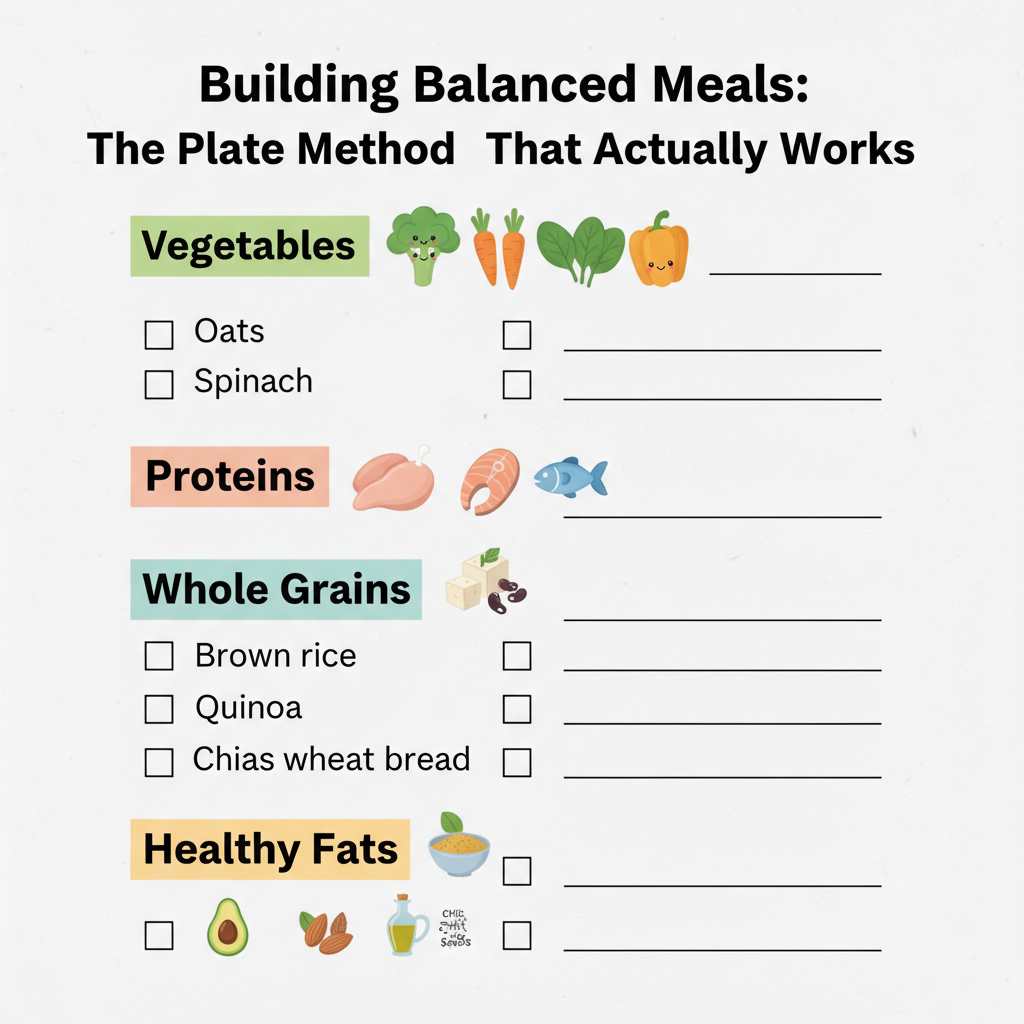 Building Balanced Meals:
The Plate Method That Actually Works
Vegetables
Oats
Spinach
Proteins
Whole Grains
Brown rice
Quinoa
Chias wheat bread
Healthy Fats